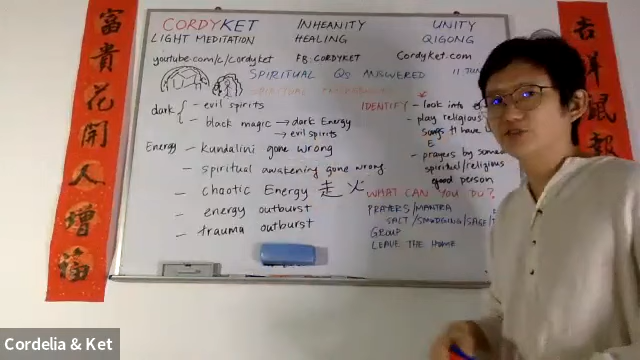 富貴花開人增福
吉祥鼠報
CORDYKET INHEANITY UNITY
LIGHT MEDITATION HEALING QIGONG
youtube.com/c/cordyket FB:CORDYKET Cordyket.com
SPIRITUAL Qs ANSWERED 11 JUN
dark - evil spirits
- black magic → dark Energy
→ evil spirits
Energy - kundalini gone wrong
- spiritual awakening gone wrong
- chaotic Energy 走火
- energy outburst
- trauma outburst
IDENTIFY - look into
- play religious
songs
- prayers by some
spiritual/religious
good person
WHAT CAN YOU DO?
PRAYERS/MANTRA
SALT/SMUDGING/SAGE/
GROUP
LEAVE THE HOME
Cordelia & Ket